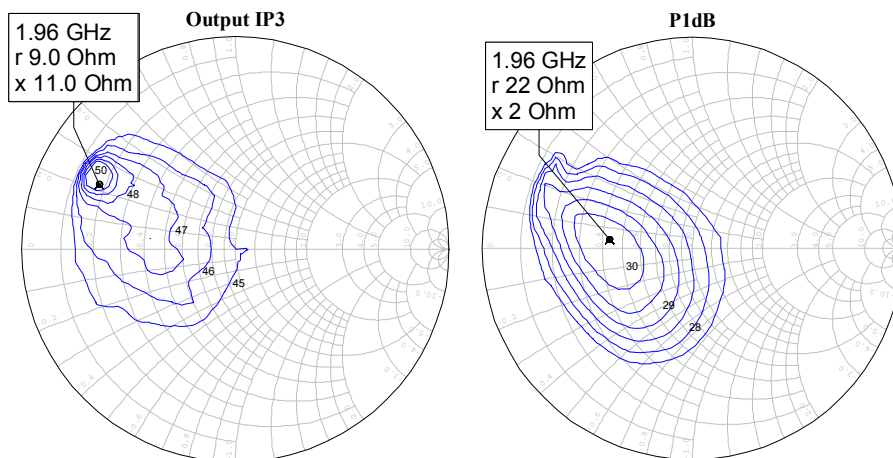 Output IP3
1.96 GHz
r 9.0 Ohm
x 11.0 Ohm
50
48
47
46
45
P1dB
1.96 GHz
r 22 Ohm
x 2 Ohm
30
29
28